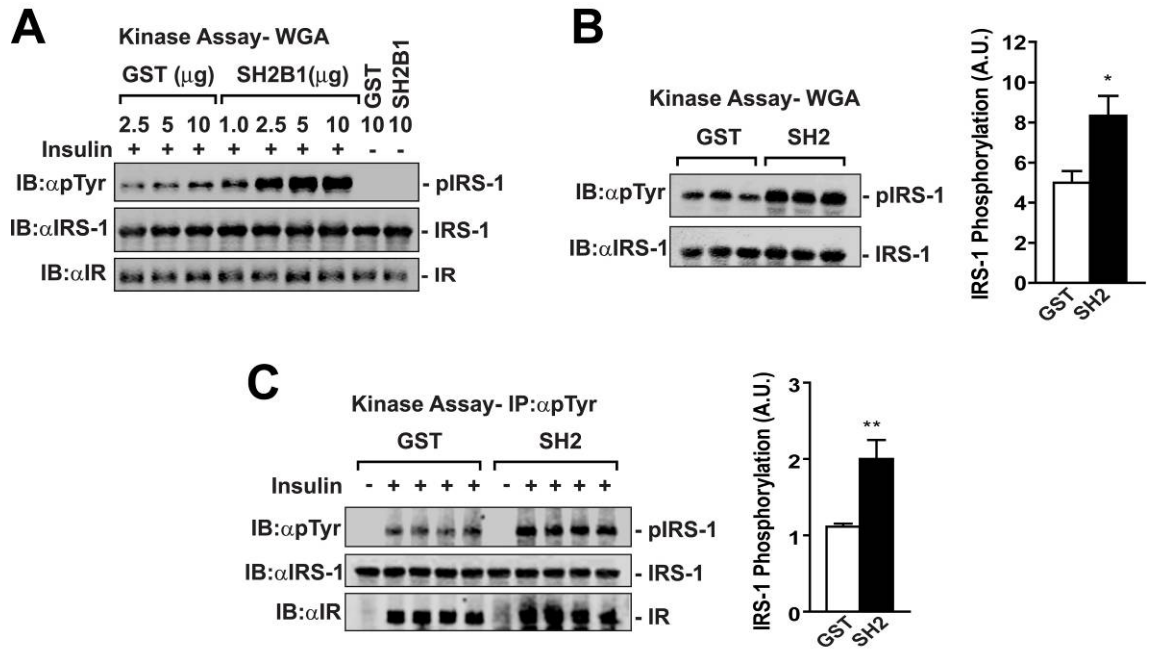 A
Kinase Assay- WGA
GST (μg) SH2B1(μg) GST SH2B1
2.5 5 10 1.0 2.5 5 10 10 10
Insulin + + + + + + + - -
IB:αpTyr - pIRS-1
IB:αIRS-1 - IRS-1
IB:αIR - IR
B
Kinase Assay- WGA
GST SH2
IB:αpTyr - pIRS-1
IB:αIRS-1 - IRS-1
IRS-1 Phosphorylation (A.U.)
12
10
8
6
4
2
0
*
GST SH2
C
Kinase Assay- IP:αpTyr
GST SH2
Insulin - + + + + - + + + +
IB:αpTyr - pIRS-1
IB:αIRS-1 - IRS-1
IB:αIR - IR
IRS-1 Phosphorylation (A.U.)
3
2
1
0
**
GST SH2